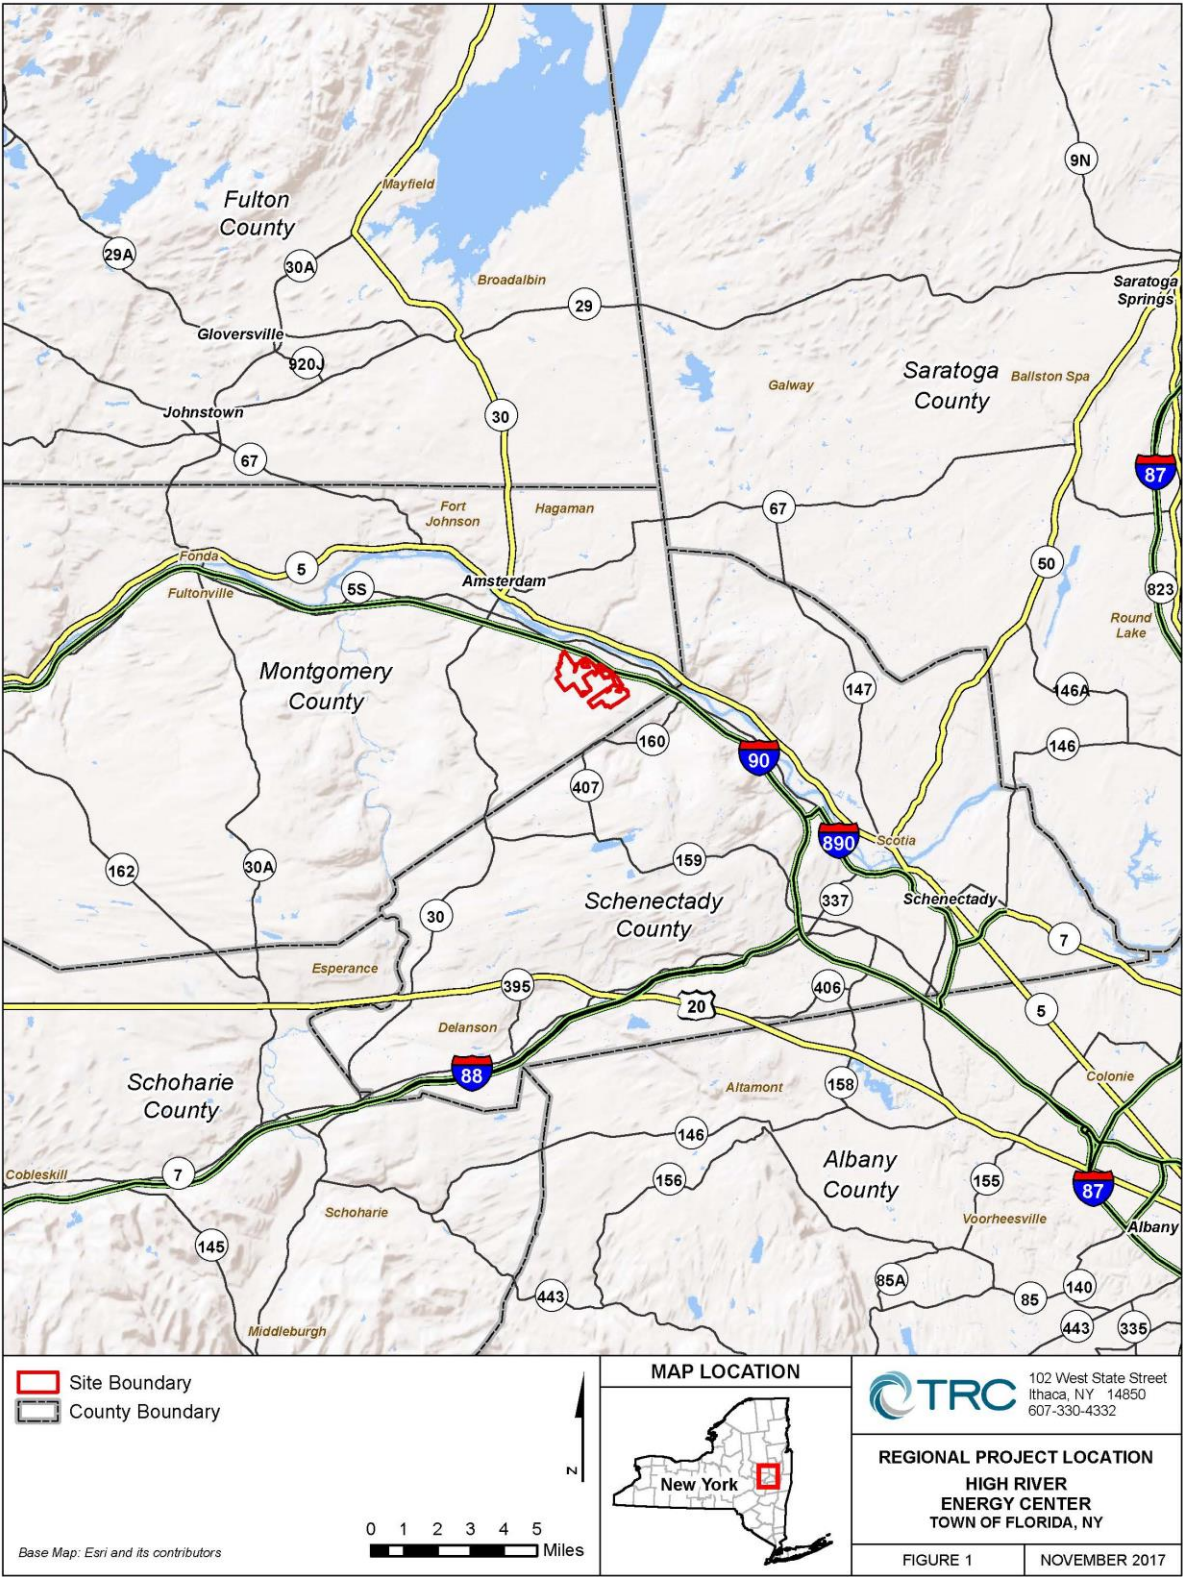 9N
Mayfield
Fulton
County
29A
30A
Broadalbin
Saratoga
Springs
29
Gloversville
920J
Saratoga
County
Ballston Spa
Galway
Johnstown
30
67
87
Fort
Johnson
Hagaman
67
Fonda
5
50
Amsterdam
5S
Fultonville
823
Round
Lake
Montgomery
County
147
146A
160
146
90
407
890
Scotia
159
162
30A
Schenectady
County
337
Schenectady
30
7
Esperance
395
406
20
5
Delanson
88
Schoharie
County
Altamont
158
Colonie
146
Albany
County
Cobleskill
7
156
155
87
Schoharie
Voorheesville
Albany
145
85A
443
85
140
Middleburgh
443
335
Site Boundary
County Boundary
N
0 1 2 3 4 5
Miles
Base Map: Esri and its contributors
MAP LOCATION
New York
TRC
102 West State Street
Ithaca, NY 14850
607-330-4332
REGIONAL PROJECT LOCATION
HIGH RIVER
ENERGY CENTER
TOWN OF FLORIDA, NY
FIGURE 1
NOVEMBER 2017